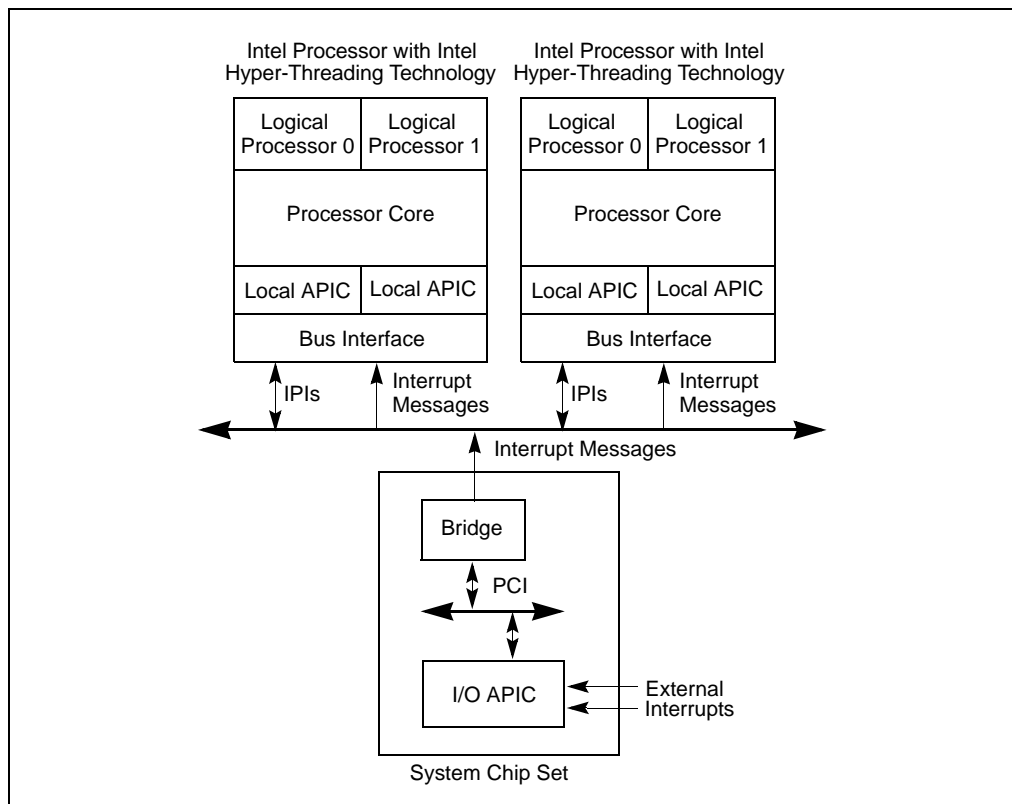 Intel Processor with Intel
Hyper-Threading Technology
Intel Processor with Intel
Hyper-Threading Technology
Logical
Processor 0
Logical
Processor 1
Logical
Processor 0
Logical
Processor 1
Processor Core
Processor Core
Local APIC
Local APIC
Local APIC
Local APIC
Bus Interface
Bus Interface
IPIs
Interrupt
Messages
IPIs
Interrupt
Messages
Interrupt Messages
Bridge
PCI
I/O APIC
External
Interrupts
System Chip Set